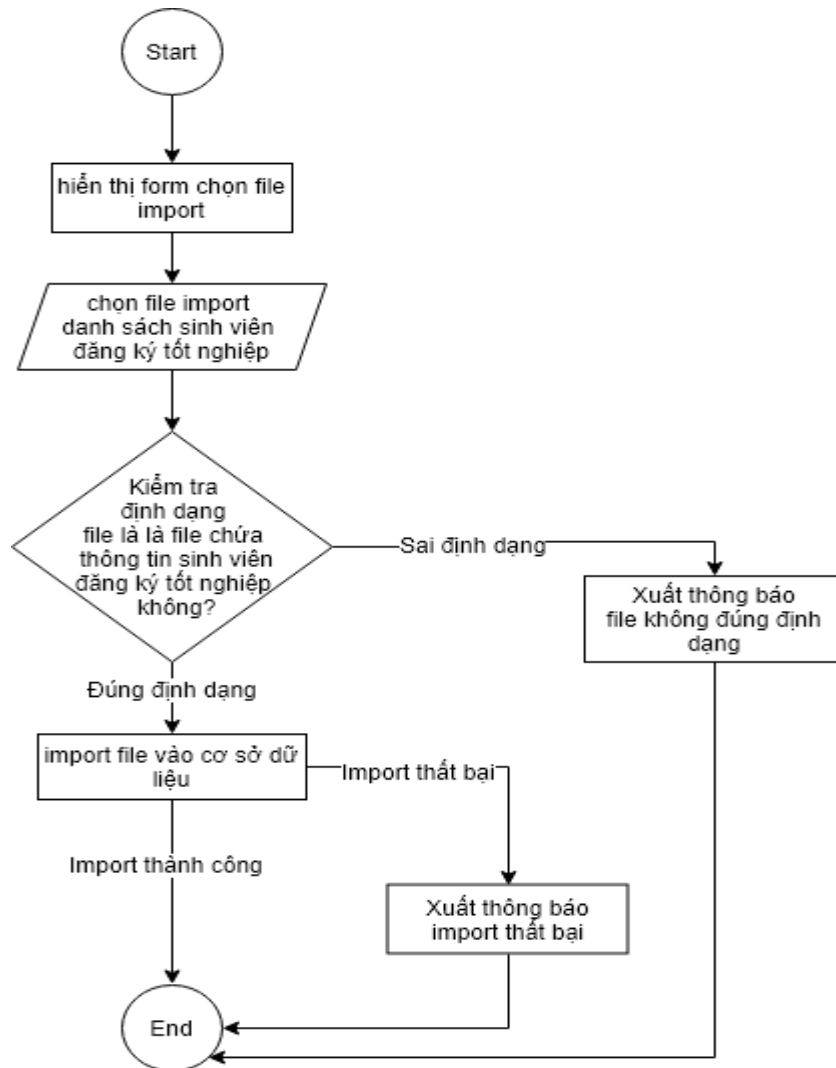 Start
hiển thị form chọn file
import
chọn file import
danh sách sinh viên
đăng ký tốt nghiệp
Kiểm tra
định dạng
file là là file chứa
thông tin sinh viên
đăng ký tốt nghiệp
không?
Sai định dạng
Xuất thông báo
file không đúng định
dạng
Đúng định dạng
import file vào cơ sở dữ
liệu
Import thất bại
Import thành công
Xuất thông báo
import thất bại
End